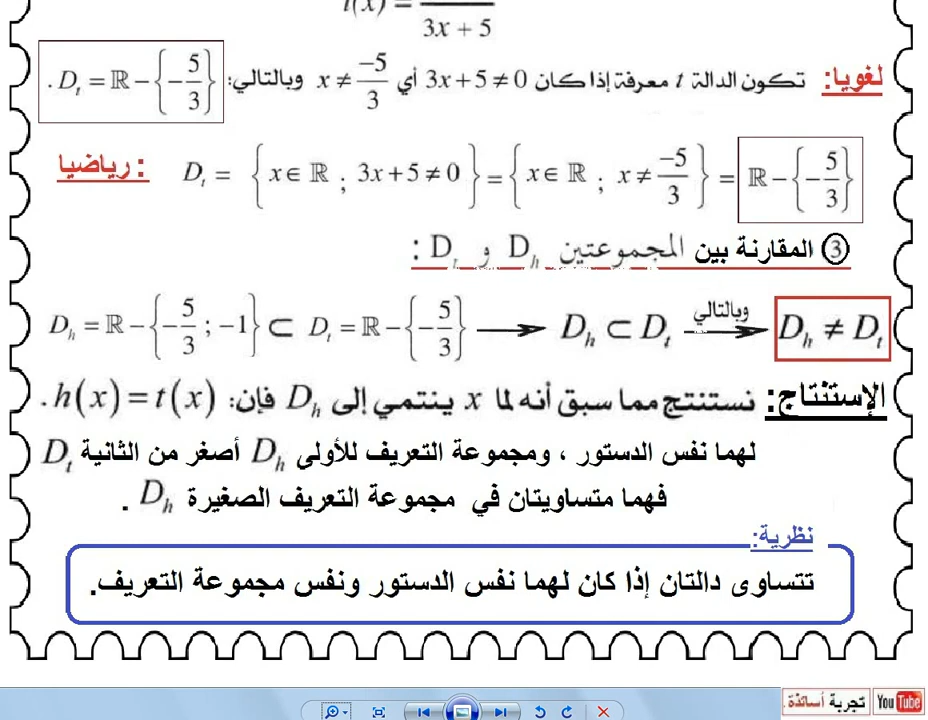 t(x) = 3x + 5
لغويا: تكون الدالة t معرفة إذا كان 3x+5≠0 أي x≠-5/3 وبالتالي: D_t = ℝ−{−5/3} .
رياضيا : D_t = {x∈ℝ ; 3x+5≠0} = {x∈ℝ ; x≠-5/3} = ℝ−{−5/3}
③ المقارنة بين المجموعتين D_h و D_t :
D_h = ℝ−{−5/3 ; −1} ⊂ D_t = ℝ−{−5/3} → D_h ⊂ D_t وبالتالي → D_h ≠ D_t
الإستنتاج: نستنتج مما سبق أنه لما x ينتمي إلى D_h فإن: h(x) = t(x) .
لهما نفس الدستور ، ومجموعة التعريف للأولى D_h أصغر من الثانية D_t
فهما متساويتان في مجموعة التعريف الصغيرة D_h .
نظرية:
تتساوى دالتان إذا كان لهما نفس الدستور ونفس مجموعة التعريف.
تجربة أساتذة. YouTube